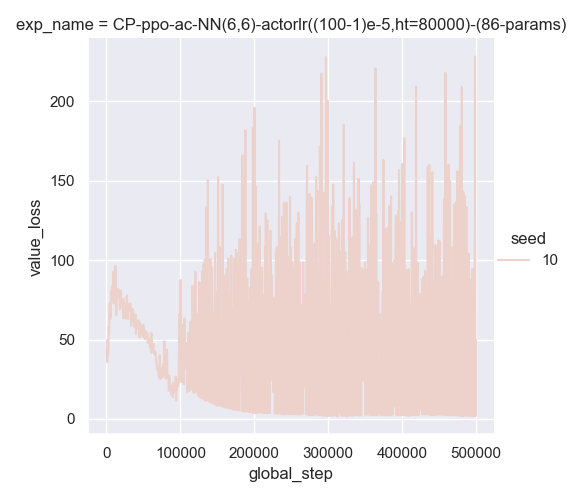 exp_name = CP-ppo-ac-NN(6,6)-actorlr((100-1)e-5,ht=80000)-(86-params)
200
150
100
50
0
value_loss
0 100000 200000 300000 400000 500000
global_step
seed
10